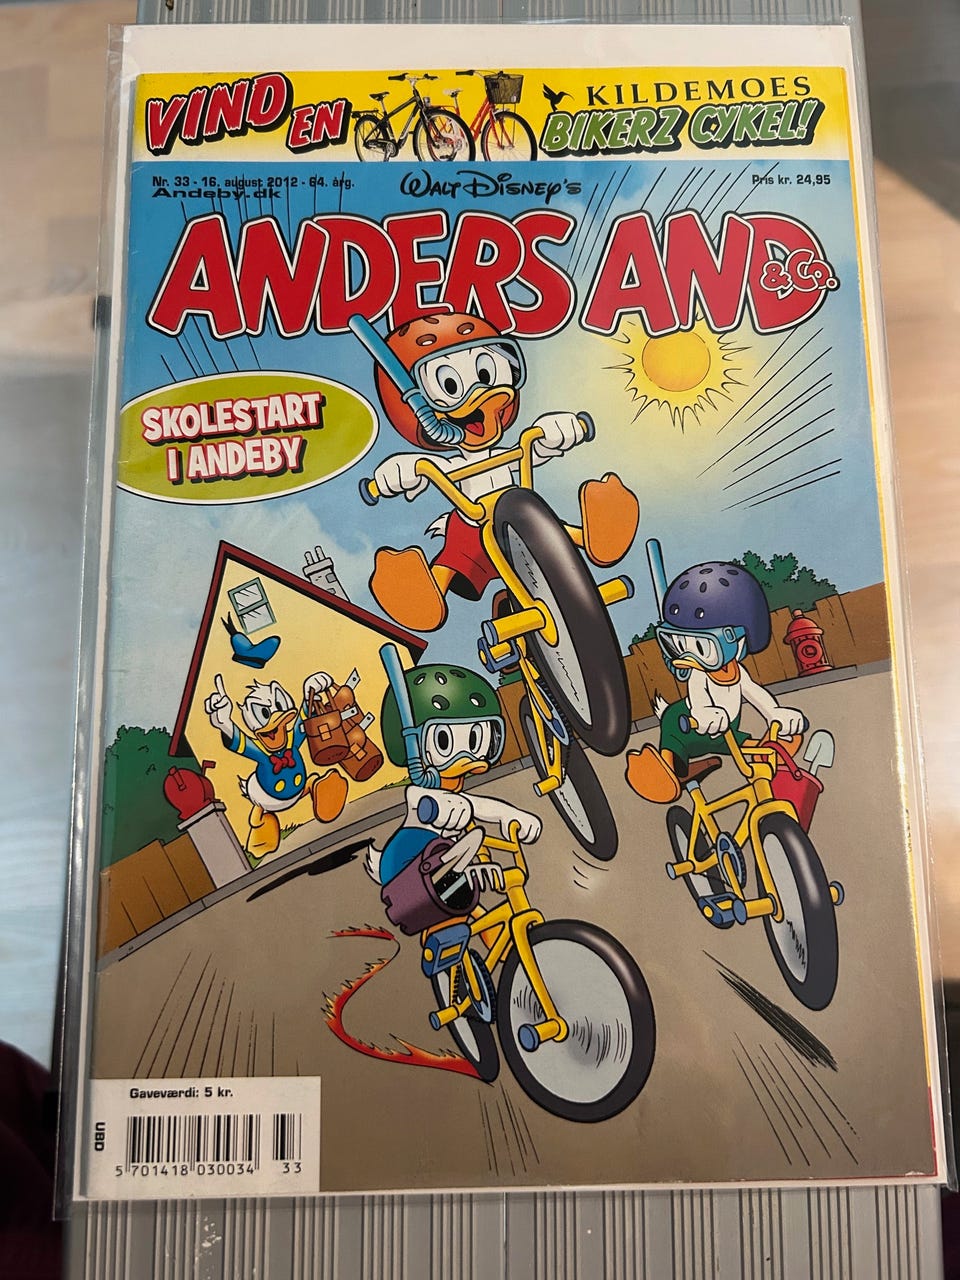 VIND EN
KILDEMOES
BIKERZ CYKEL!
Nr. 33 - 16. august 2012 - 64. årg.
Andeby.dk
WALT DISNEY'S
Pris kr. 24,95
ANDERS AND
& Co.
SKOLESTART
I ANDEBY
Gaveværdi: 5 kr.
UBD
5 701418 030034 33